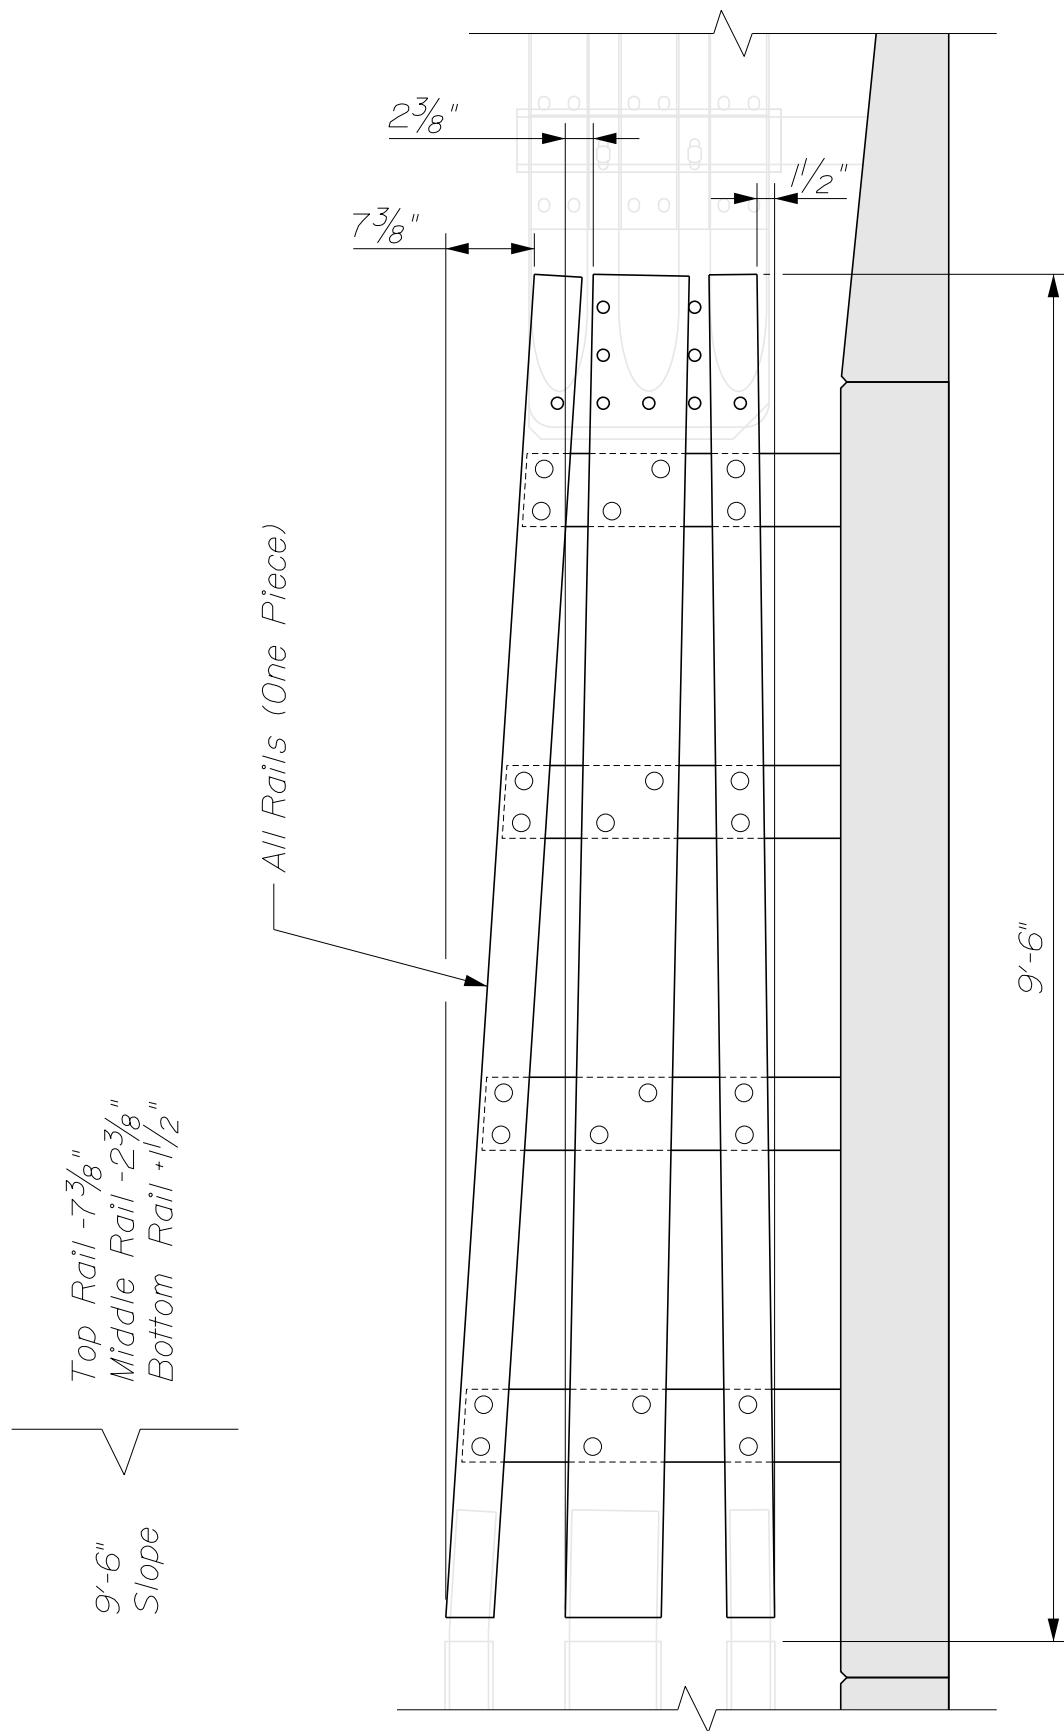 2 3/8"
1 1/2"
7 3/8"
All Rails (One Piece)
9'-6"
Top Rail -7 3/8"
Middle Rail -2 3/8"
Bottom Rail +1 1/2"
9'-6"
Slope